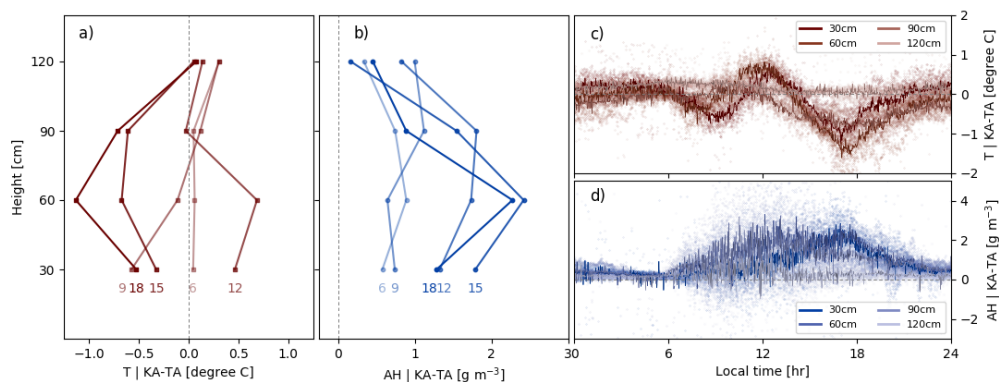 a)
120
90
60
30
Height [cm]
9 18 15 6 12
−1.0 −0.5 0.0 0.5 1.0
T | KA-TA [degree C]
b)
6 9 18 12 15
0 1 2 3
AH | KA-TA [g m⁻³]
c)
30cm 90cm
60cm 120cm
2
1
0
−1
−2
T | KA-TA [degree C]
d)
30cm 90cm
60cm 120cm
4
2
0
−2
AH | KA-TA [g m⁻³]
0 6 12 18 24
Local time [hr]